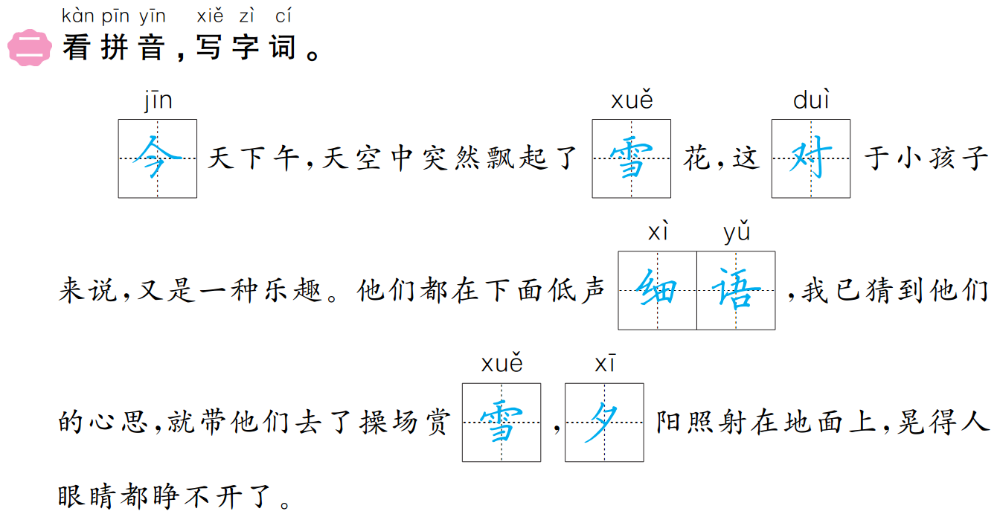 kàn pīn yīn xiě zì cí
二 看拼音，写字词。
jīn xuě duì
今天下午，天空中突然飘起了雪花，这对于小孩子
xì yǔ
来说，又是一种乐趣。他们都在下面低声细语，我已猜到他们
xuě xī
的心思，就带他们去了操场赏雪，夕阳照射在地面上，晃得人
眼睛都睁不开了。